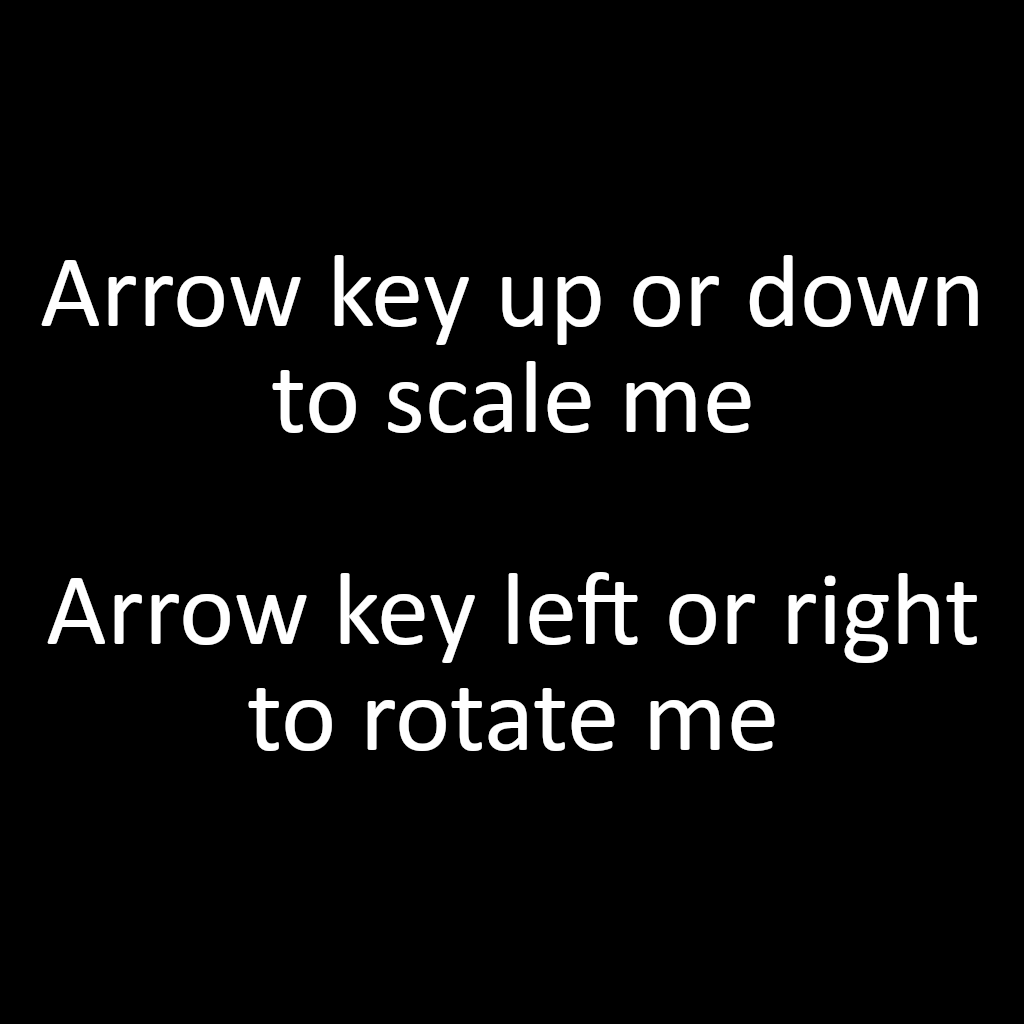 Arrow key up or down
to scale me
Arrow key left or right
to rotate me